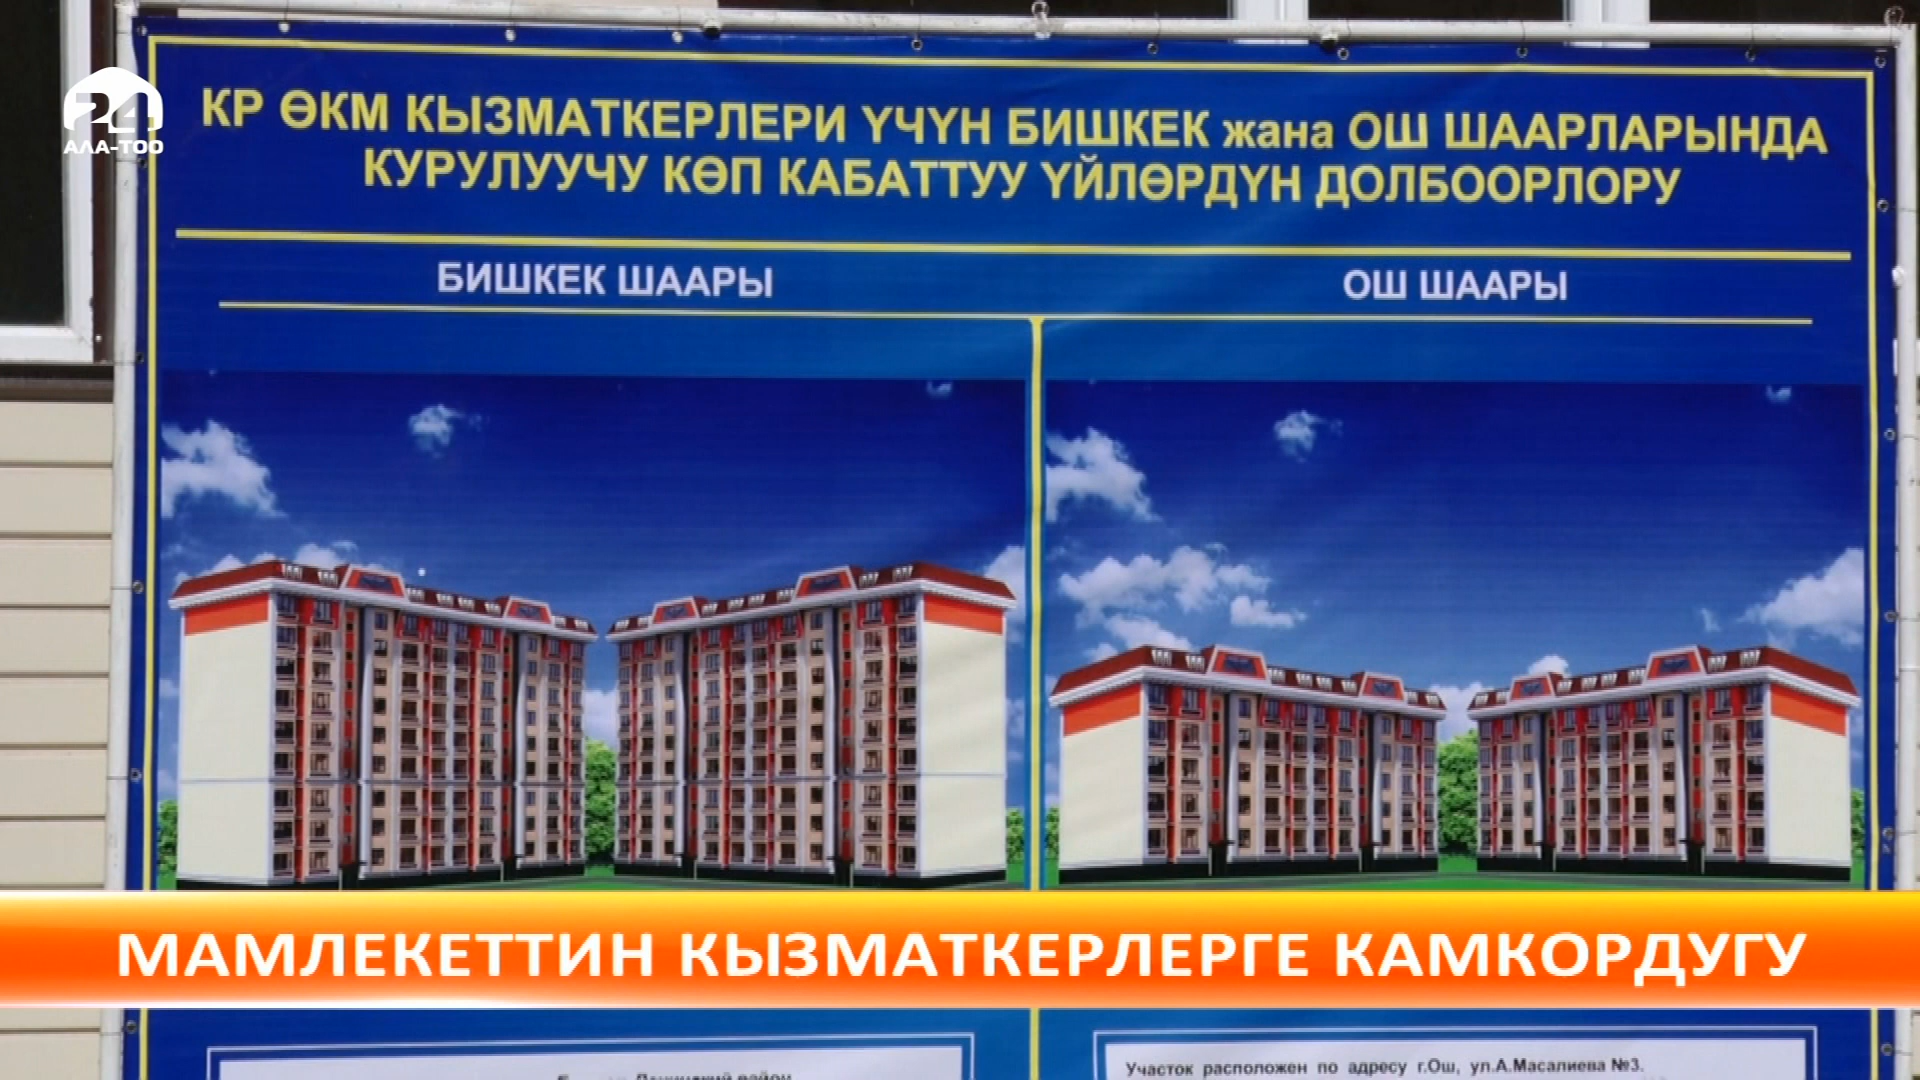 24
АЛА-ТОО
КР ӨКМ КЫЗМАТКЕРЛЕРИ ҮЧҮН БИШКЕК жана ОШ ШААРЛАРЫНДА
КУРУЛУУЧУ КӨП КАБАТТУУ ҮЙЛӨРДҮН ДОЛБООРЛОРУ
БИШКЕК ШААРЫ
ОШ ШААРЫ
МАМЛЕКЕТТИН КЫЗМАТКЕРЛЕРГЕ КАМКОРДУГУ
район
Участок расположен по адресу г.Ош, ул.А.Масалиева №3.